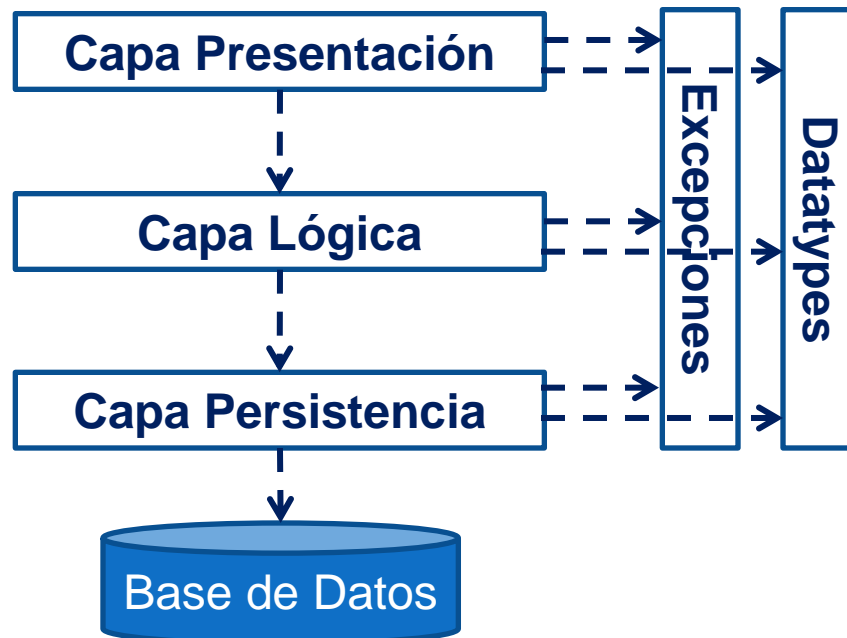 Capa Presentación
Capa Lógica
Capa Persistencia
Base de Datos
Excepciones
Datatypes